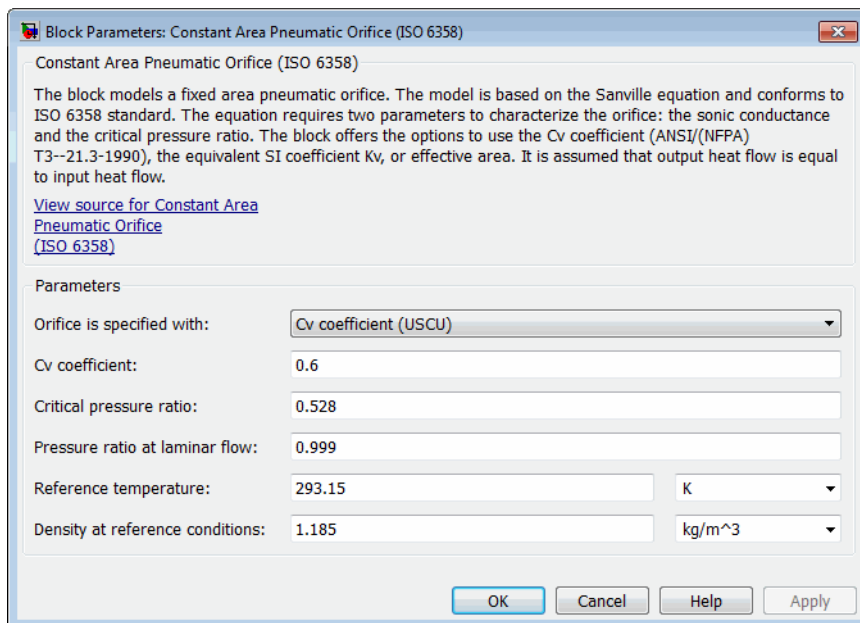 Block Parameters: Constant Area Pneumatic Orifice (ISO 6358)
Constant Area Pneumatic Orifice (ISO 6358)
The block models a fixed area pneumatic orifice. The model is based on the Sanville equation and conforms to
ISO 6358 standard. The equation requires two parameters to characterize the orifice: the sonic conductance
and the critical pressure ratio. The block offers the options to use the Cv coefficient (ANSI/(NFPA)
T3--21.3-1990), the equivalent SI coefficient Kv, or effective area. It is assumed that output heat flow is equal
to input heat flow.
View source for Constant Area
Pneumatic Orifice
(ISO 6358)
Parameters
Orifice is specified with: Cv coefficient (USCU)
Cv coefficient: 0.6
Critical pressure ratio: 0.528
Pressure ratio at laminar flow: 0.999
Reference temperature: 293.15 K
Density at reference conditions: 1.185 kg/m^3
OK Cancel Help Apply